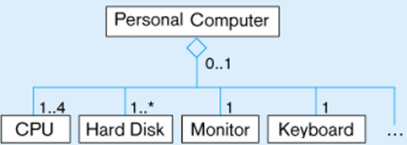 Personal Computer
0..1
1..4 1..* 1 1
CPU Hard Disk Monitor Keyboard ...